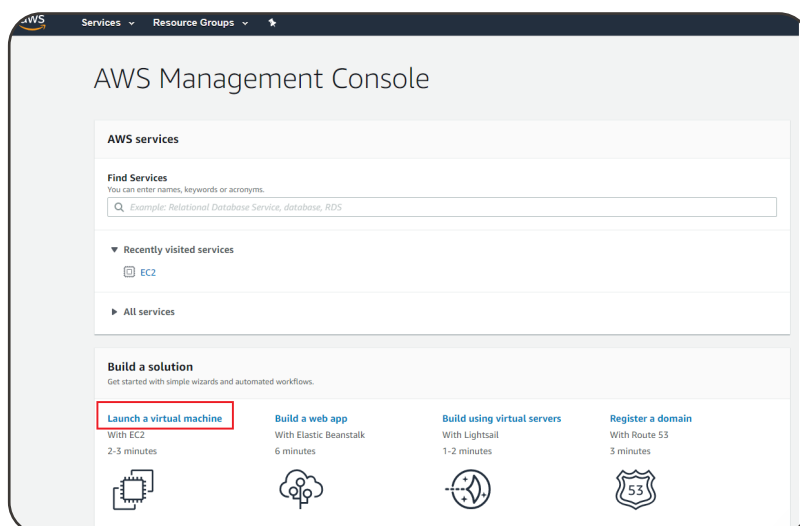 aws
Services Resource Groups
AWS Management Console
AWS services
Find Services
You can enter names, keywords or acronyms.
Example: Relational Database Service, database, RDS
Recently visited services
EC2
All services
Build a solution
Get started with simple wizards and automated workflows.
Launch a virtual machine Build a web app Build using virtual servers Register a domain
With EC2 With Elastic Beanstalk With Lightsail With Route 53
2-3 minutes 6 minutes 1-2 minutes 3 minutes
53